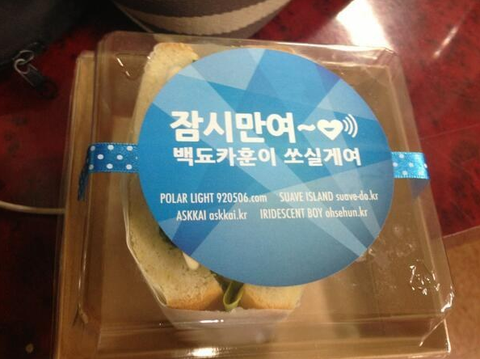 잠시만여~
백됴카훈이 쏘실게여
POLAR LIGHT 920506.com SUAVE ISLAND suave-do.kr
ASKKAI askkai.kr IRIDESCENT BOY ohsehun.kr